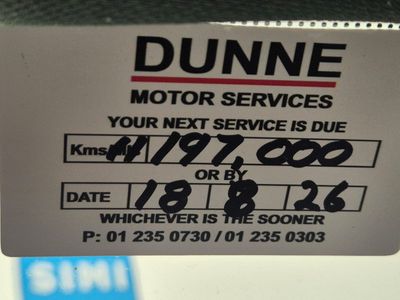 DUNNE
MOTOR SERVICES
YOUR NEXT SERVICE IS DUE
Kms 197,000
OR BY
DATE 18 8 26
WHICHEVER IS THE SOONER
P: 01 235 0730 / 01 235 0303